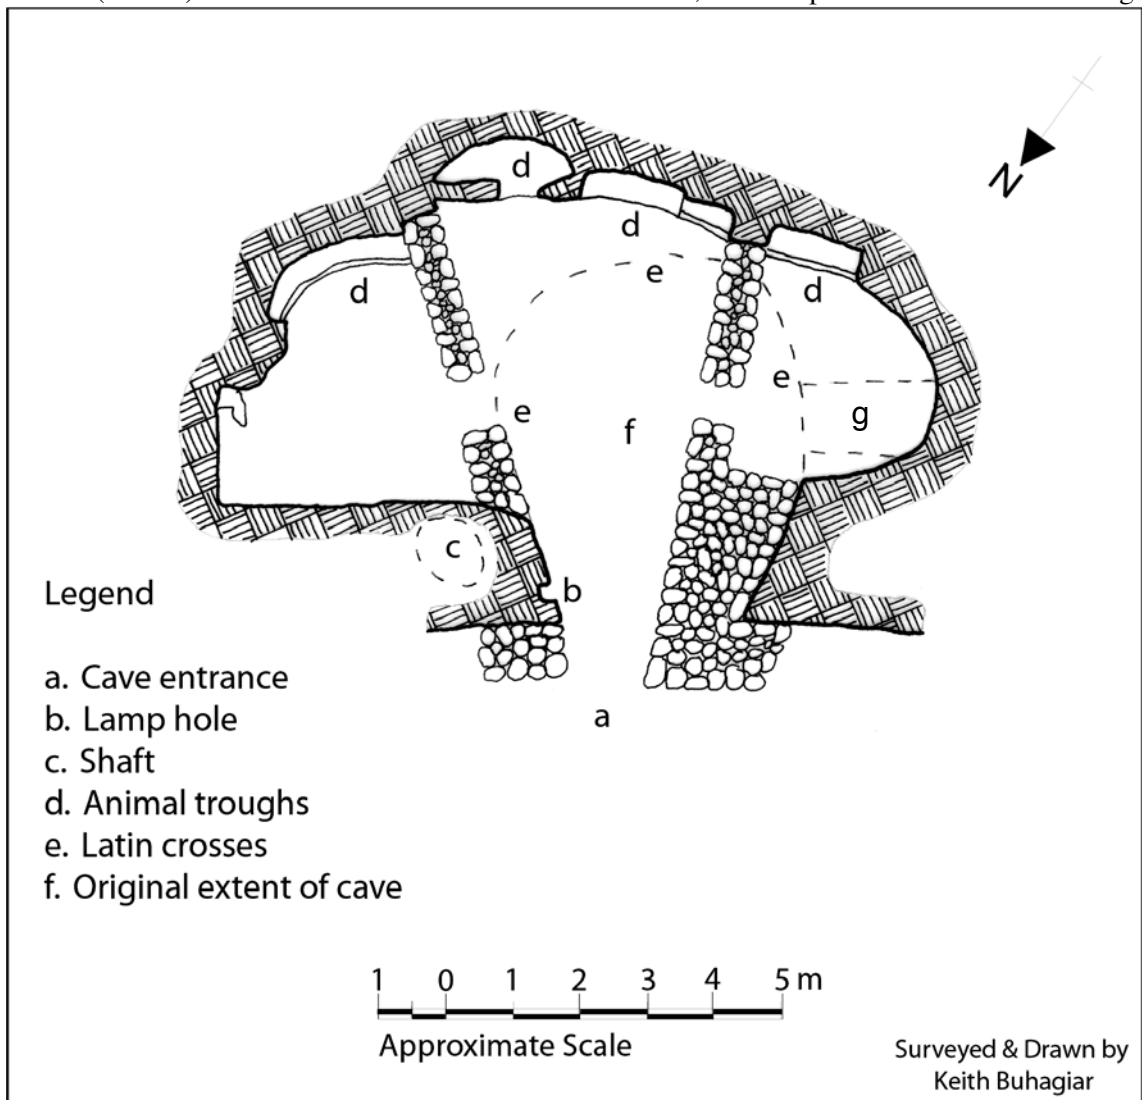 d
N
d
e
d
d
e
e
f
g
c
b
Legend
a. Cave entrance
a
b. Lamp hole
c. Shaft
d. Animal troughs
e. Latin crosses
f. Original extent of cave
1 0 1 2 3 4 5 m
Approximate Scale
Surveyed & Drawn by
Keith Buhagiar